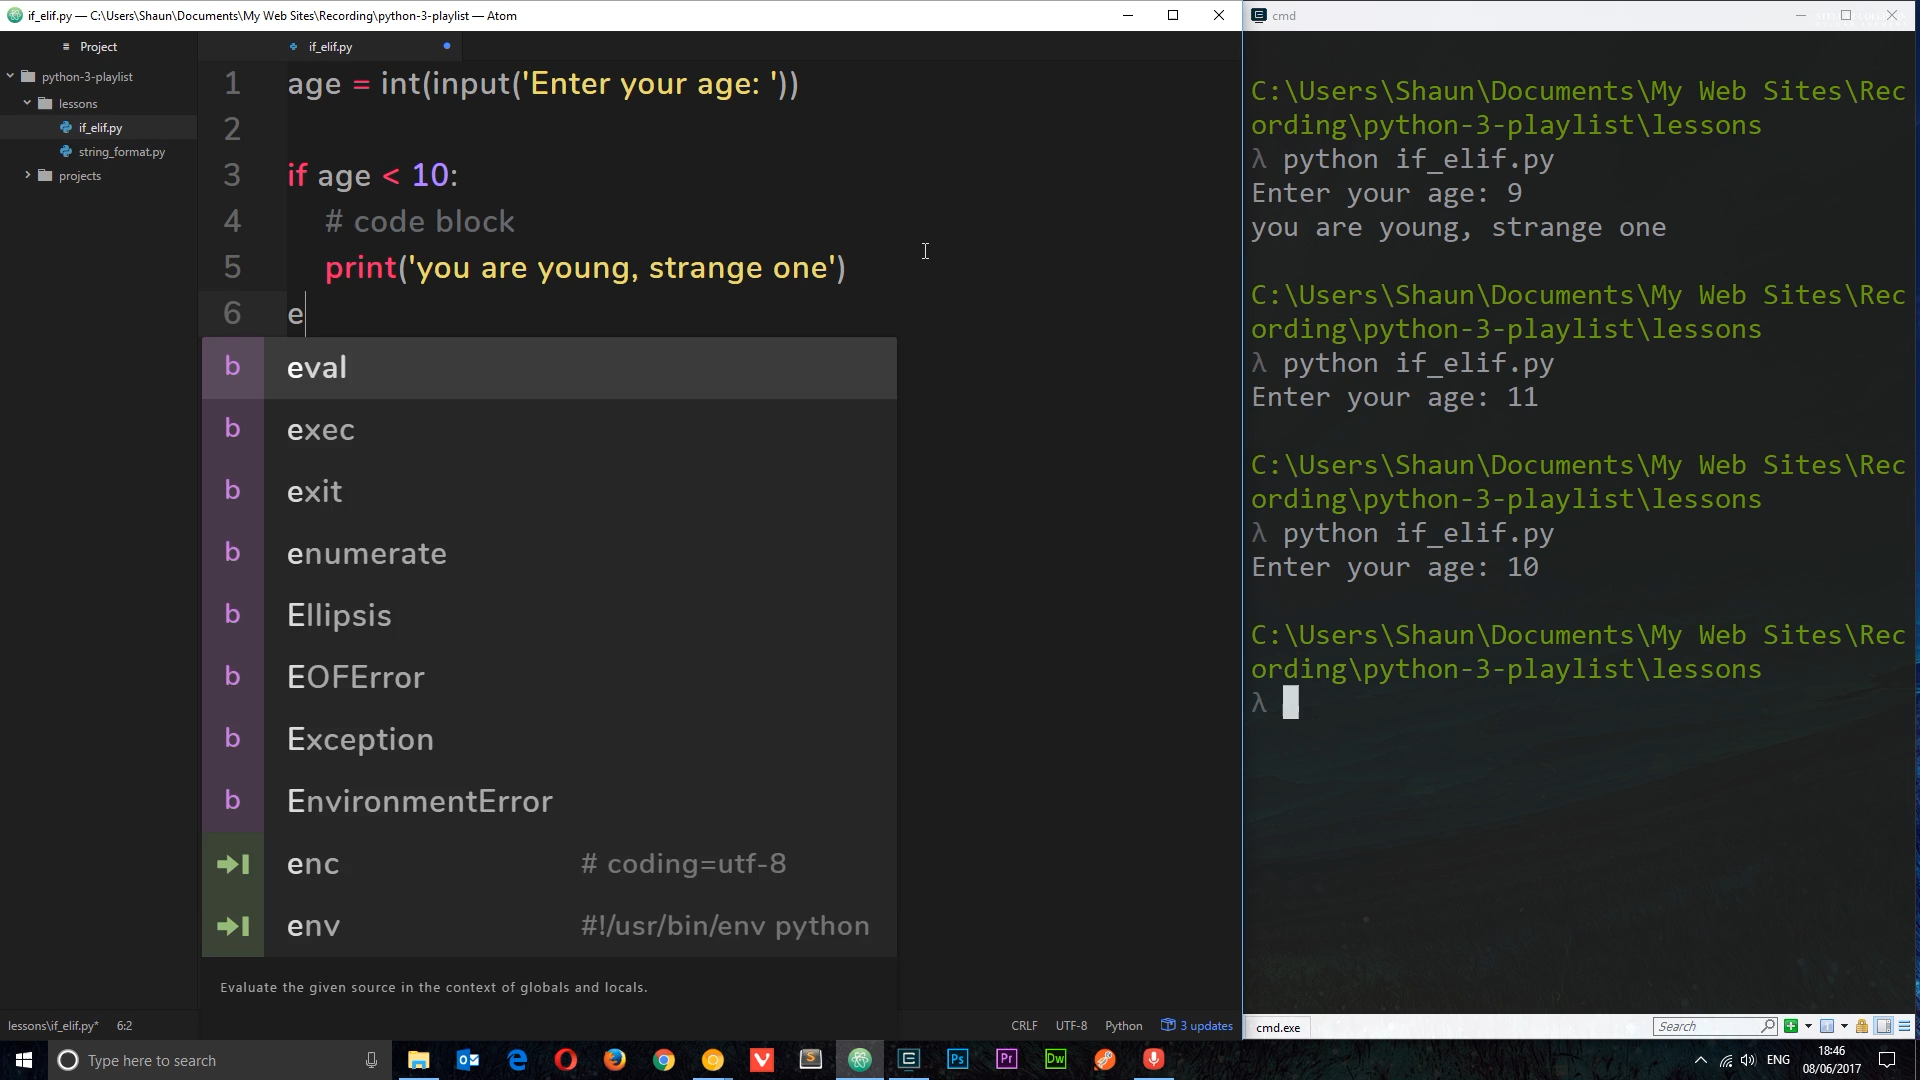 if_elif.py — C:\Users\Shaun\Documents\My Web Sites\Recording\python-3-playlist — Atom
Project
python-3-playlist
lessons
if_elif.py
string_format.py
projects
if_elif.py
1 age = int(input('Enter your age: '))
2
3 if age < 10:
4 # code block
5 print('you are young, strange one')
6 e
b eval
b exec
b exit
b enumerate
b Ellipsis
b EOFError
b Exception
b EnvironmentError
enc # coding=utf-8
env #!/usr/bin/env python
Evaluate the given source in the context of globals and locals.
lessons\if_elif.py* 6:2
CRLF UTF-8 Python 3 updates
cmd
C:\Users\Shaun\Documents\My Web Sites\Rec
ording\python-3-playlist\lessons
λ python if_elif.py
Enter your age: 9
you are young, strange one
C:\Users\Shaun\Documents\My Web Sites\Rec
ording\python-3-playlist\lessons
λ python if_elif.py
Enter your age: 11
C:\Users\Shaun\Documents\My Web Sites\Rec
ording\python-3-playlist\lessons
λ python if_elif.py
Enter your age: 10
C:\Users\Shaun\Documents\My Web Sites\Rec
ording\python-3-playlist\lessons
λ
cmd.exe
Search
Type here to search
Ps
Pr
Dw
ENG
18:46
08/06/2017